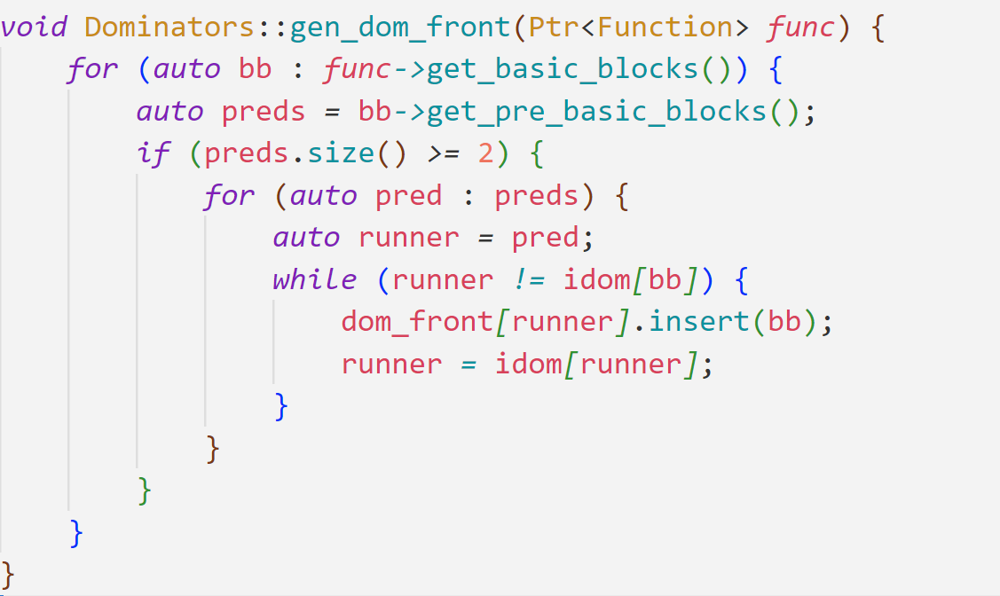 void Dominators::gen_dom_front(Ptr<Function> func) {
    for (auto bb : func->get_basic_blocks()) {
        auto preds = bb->get_pre_basic_blocks();
        if (preds.size() >= 2) {
            for (auto pred : preds) {
                auto runner = pred;
                while (runner != idom[bb]) {
                    dom_front[runner].insert(bb);
                    runner = idom[runner];
                }
            }
        }
    }
}